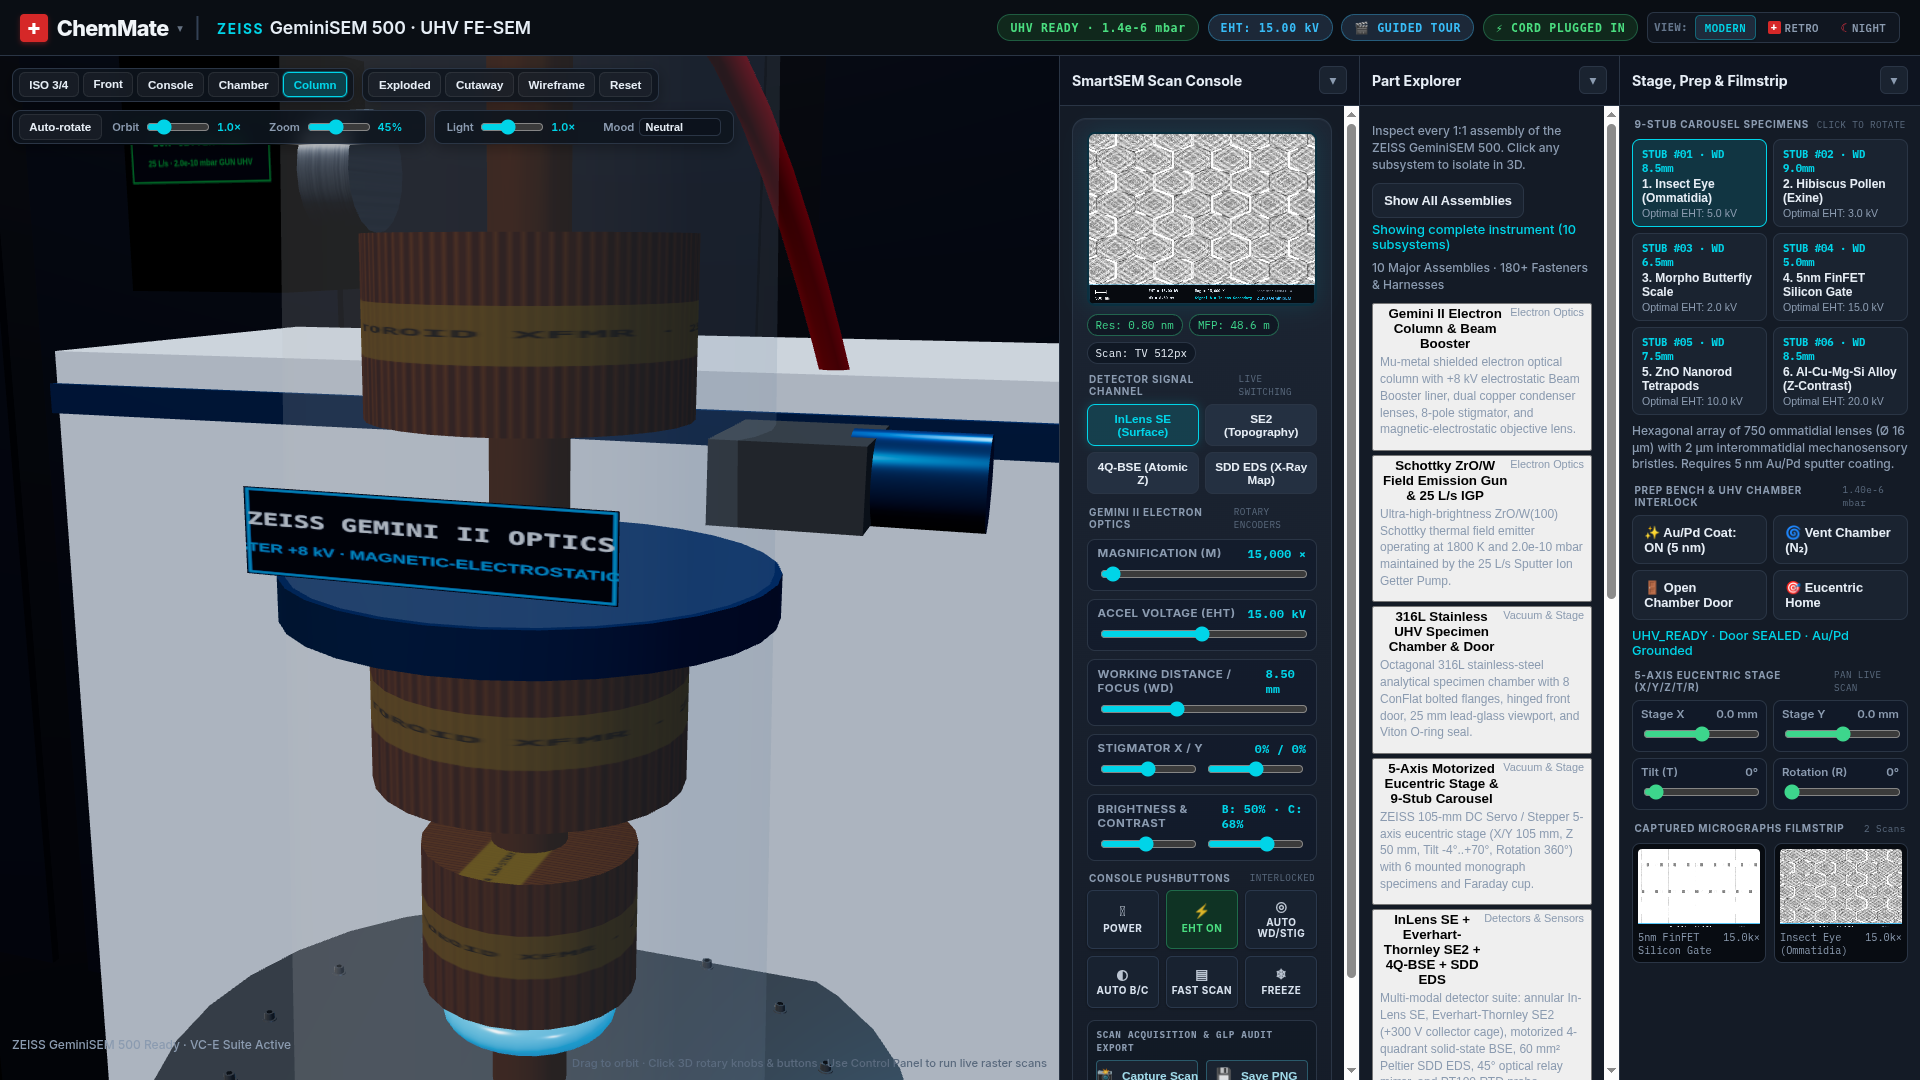 ChemMate
ZEISS GeminiSEM 500 · UHV FE-SEM
UHV READY · 1.4e-6 mbar
EHT: 15.00 kV
🎬 GUIDED TOUR
⚡ CORD PLUGGED IN
VIEW:
MODERN
RETRO
NIGHT
ISO 3/4
Front
Console
Chamber
Column
Exploded
Cutaway
Wireframe
Reset
Auto-rotate
Orbit
1.0×
Zoom
45%
Light
1.0×
Mood
Neutral
25 L/s · 2.0e-10 mbar GUN UHV
TOROID XFMR
ZEISS GEMINI II OPTICS
TER +8 kV · MAGNETIC-ELECTROSTATIC
ZEISS GeminiSEM 500 Ready · VC-E Suite Active
Drag to orbit · Click 3D rotary knobs & buttons · Use Control Panel to run live raster scans
SmartSEM Scan Console
Res: 0.80 nm
MFP: 48.6 m
Scan: TV 512px
DETECTOR SIGNAL
CHANNEL
LIVE
SWITCHING
InLens SE
(Surface)
SE2
(Topography)
4Q-BSE (Atomic
Z)
SDD EDS (X-Ray
Map)
GEMINI II ELECTRON
OPTICS
ROTARY
ENCODERS
MAGNIFICATION (M)
15,000 ×
ACCEL VOLTAGE (EHT)
15.00 kV
WORKING DISTANCE /
FOCUS (WD)
8.50
mm
STIGMATOR X / Y
0% / 0%
BRIGHTNESS &
CONTRAST
B: 50% · C:
68%
CONSOLE PUSHBUTTONS
INTERLOCKED
POWER
EHT ON
AUTO
WD/STIG
AUTO B/C
FAST SCAN
FREEZE
SCAN ACQUISITION & GLP AUDIT
EXPORT
Capture Scan
Save PNG
Part Explorer
Inspect every 1:1 assembly of the
ZEISS GeminiSEM 500. Click any
subsystem to isolate in 3D.
Show All Assemblies
Showing complete instrument (10
subsystems)
10 Major Assemblies · 180+ Fasteners
& Harnesses
Gemini II Electron
Column & Beam
Booster
Electron Optics
Mu-metal shielded electron optical
column with +8 kV electrostatic Beam
Booster liner, dual copper condenser
lenses, 8-pole stigmator, and
magnetic-electrostatic objective lens.
Schottky ZrO/W
Field Emission Gun
& 25 L/s IGP
Electron Optics
Ultra-high-brightness ZrO/W(100)
Schottky thermal field emitter
operating at 1800 K and 2.0e-10 mbar
maintained by the 25 L/s Sputter Ion
Getter Pump.
316L Stainless
UHV Specimen
Chamber & Door
Vacuum & Stage
Octagonal 316L stainless-steel
analytical specimen chamber with 8
ConFlat bolted flanges, hinged front
door, 25 mm lead-glass viewport, and
Viton O-ring seal.
5-Axis Motorized
Eucentric Stage &
9-Stub Carousel
Vacuum & Stage
ZEISS 105-mm DC Servo / Stepper 5-
axis eucentric stage (X/Y 105 mm, Z
50 mm, Tilt -4°..+70°, Rotation 360°)
with 6 mounted monograph
specimens and Faraday cup.
InLens SE +
Everhart-
Thornley SE2 +
4Q-BSE + SDD
EDS
Detectors & Sensors
Multi-modal detector suite: annular In-
Lens SE, Everhart-Thornley SE2
(+300 V collector cage), motorized 4-
quadrant solid-state BSE, 60 mm²
Peltier SDD EDS, 45° optical relay
mirror, and PT100 RTD probe
Stage, Prep & Filmstrip
9-STUB CAROUSEL SPECIMENS
CLICK TO ROTATE
STUB #01 · WD
8.5mm
1. Insect Eye
(Ommatidia)
Optimal EHT: 5.0 kV
STUB #02 · WD
9.0mm
2. Hibiscus Pollen
(Exine)
Optimal EHT: 3.0 kV
STUB #03 · WD
6.5mm
3. Morpho Butterfly
Scale
Optimal EHT: 2.0 kV
STUB #04 · WD
5.0mm
4. 5nm FinFET
Silicon Gate
Optimal EHT: 15.0 kV
STUB #05 · WD
7.5mm
5. ZnO Nanorod
Tetrapods
Optimal EHT: 10.0 kV
STUB #06 · WD
8.5mm
6. Al-Cu-Mg-Si Alloy
(Z-Contrast)
Optimal EHT: 20.0 kV
Hexagonal array of 750 ommatidial lenses (Ø 16
µm) with 2 µm interommatidial mechanosensory
bristles. Requires 5 nm Au/Pd sputter coating.
PREP BENCH & UHV CHAMBER
INTERLOCK
1.40e-6
mbar
✨ Au/Pd Coat:
ON (5 nm)
🌀 Vent Chamber
(N₂)
🚪 Open
Chamber Door
🎯 Eucentric
Home
UHV_READY · Door SEALED · Au/Pd
Grounded
5-AXIS EUCENTRIC STAGE
(X/Y/Z/T/R)
PAN LIVE
SCAN
Stage X
0.0 mm
Stage Y
0.0 mm
Tilt (T)
0°
Rotation (R)
0°
CAPTURED MICROGRAPHS FILMSTRIP
2 Scans
5nm FinFET
Silicon Gate
15.0k×
Insect Eye
(Ommatidia)
15.0k×